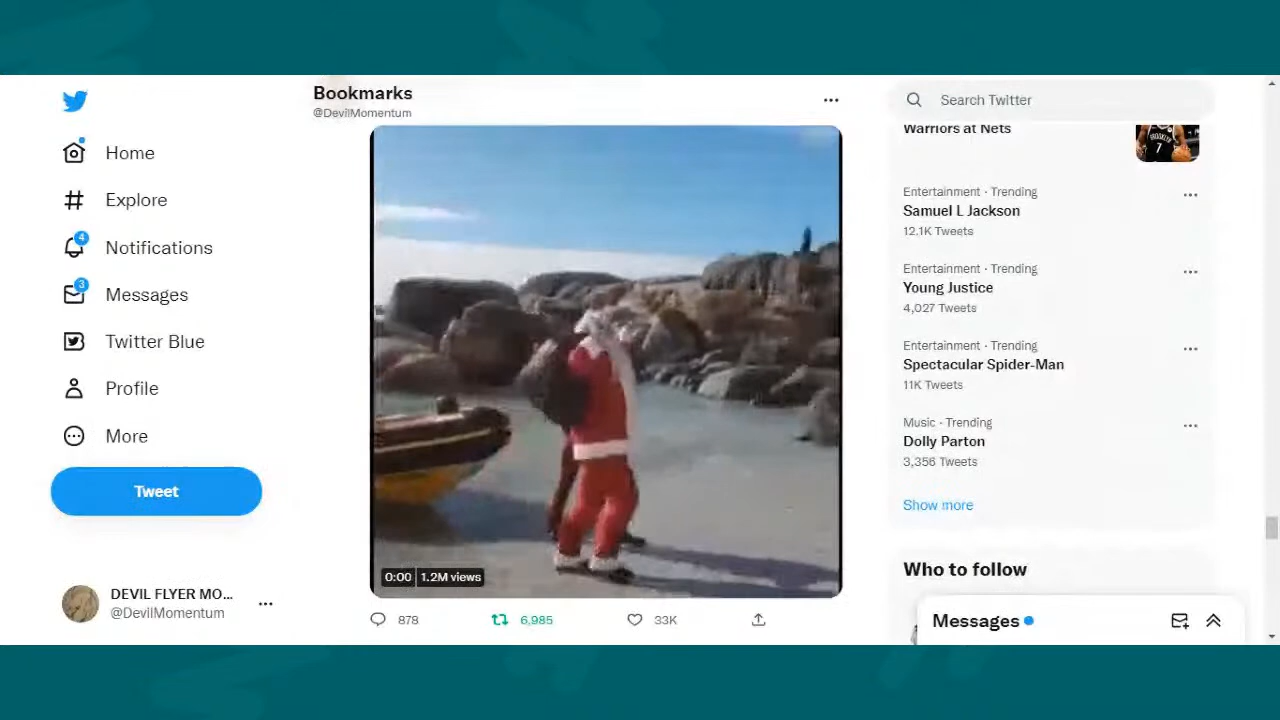 Home
Explore
4
Notifications
3
Messages
Twitter Blue
Profile
More
Tweet
DEVIL FLYER MO...
@DevilMomentum
Bookmarks
@DevilMomentum
0:00
1.2M views
878
6,985
33K
Search Twitter
Warriors at Nets
BROOKLYN
7
Entertainment · Trending
Samuel L Jackson
12.1K Tweets
Entertainment · Trending
Young Justice
4,027 Tweets
Entertainment · Trending
Spectacular Spider-Man
11K Tweets
Music · Trending
Dolly Parton
3,356 Tweets
Show more
Who to follow
Messages